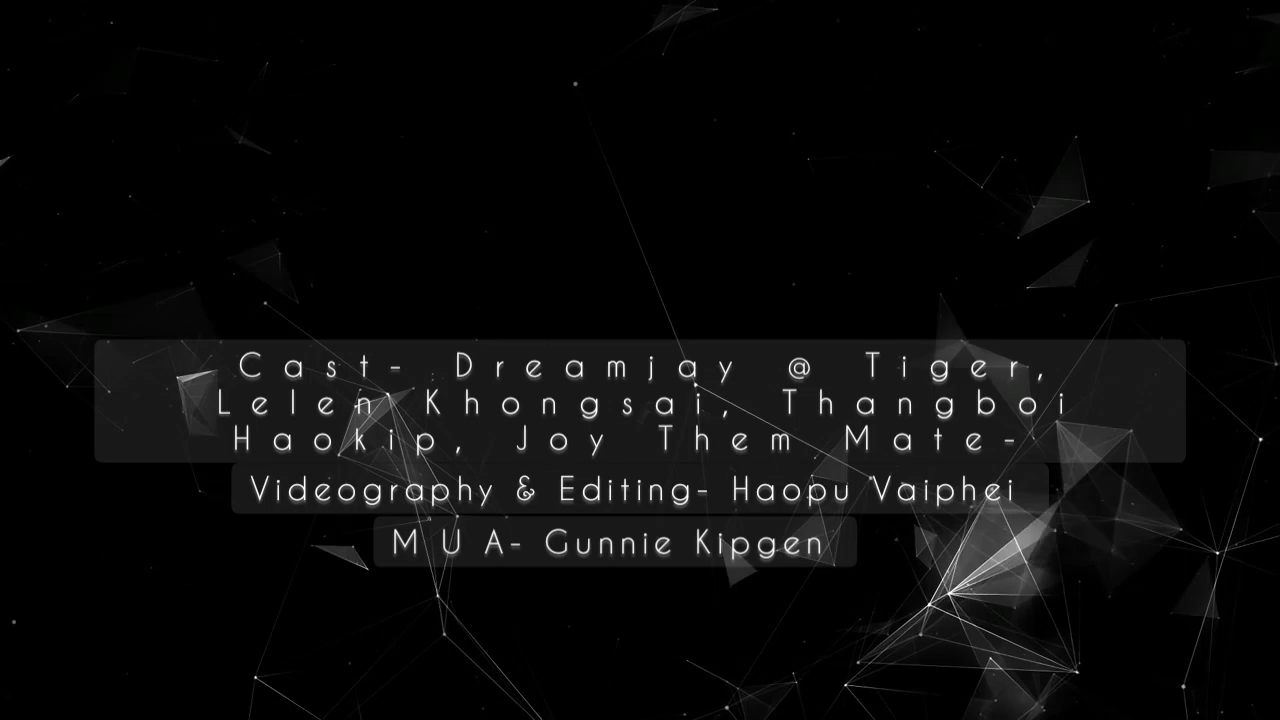 Cast- Dreamjay @ Tiger,
Lelen Khongsai, Thangboi
Haokip, Joy Them Mate-
Videography & Editing- Haopu Vaiphei
M U A- Gunnie Kipgen